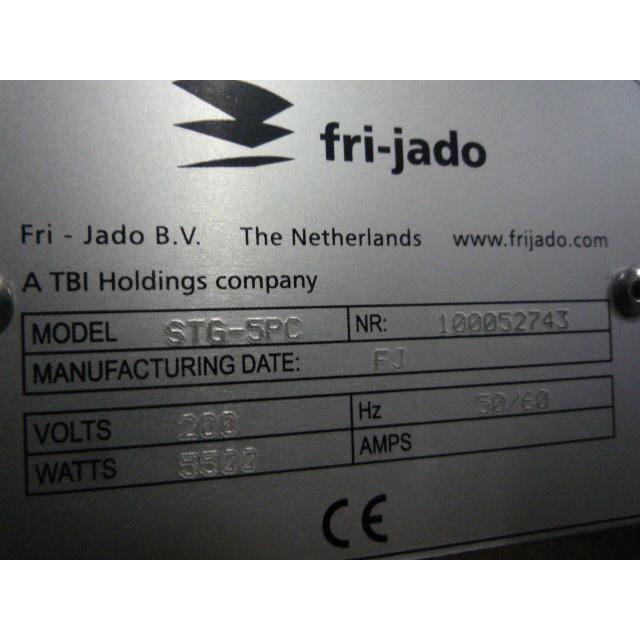 fri-jado
Fri - Jado B.V. The Netherlands www.frijado.com
A TBI Holdings company
MODEL STG-5PC NR: 100052743
MANUFACTURING DATE: FJ
VOLTS 200 Hz 50/60
WATTS 5500 AMPS
CE